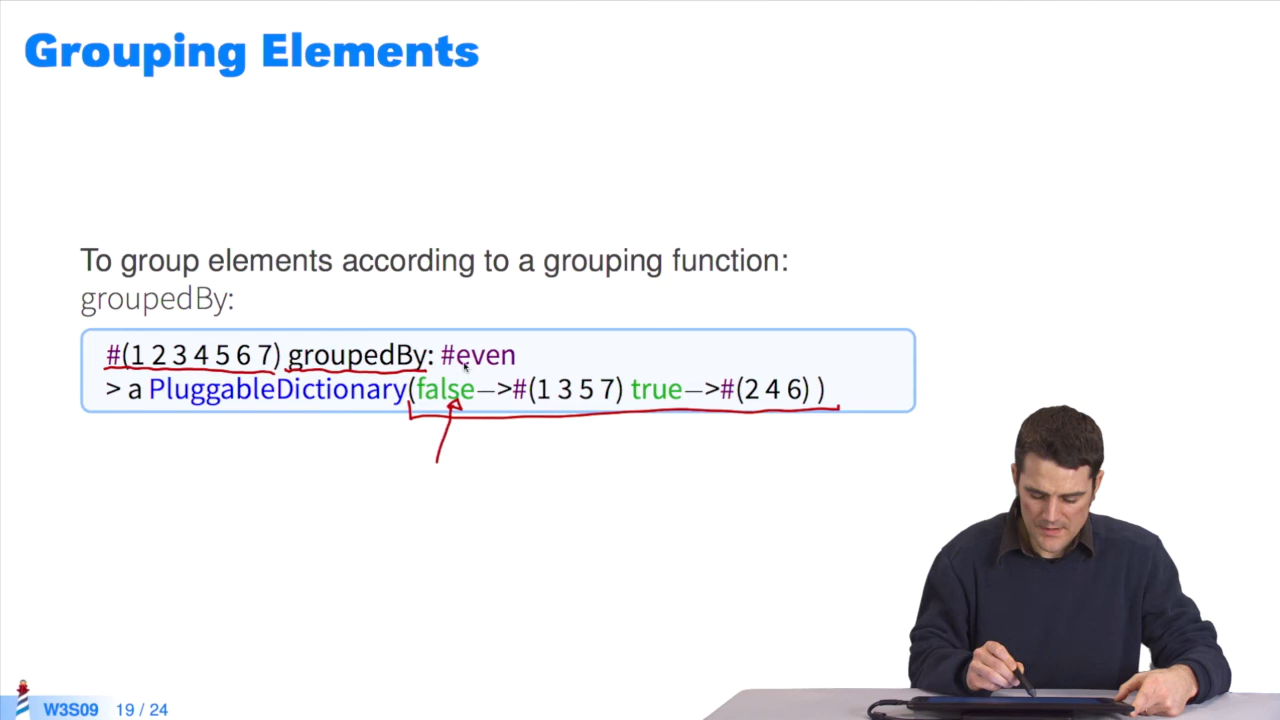 Grouping Elements
To group elements according to a grouping function:
groupedBy:
#(1 2 3 4 5 6 7) groupedBy: #even
> a PluggableDictionary(false−>#(1 3 5 7) true−>#(2 4 6) )
W3S09 19 / 24